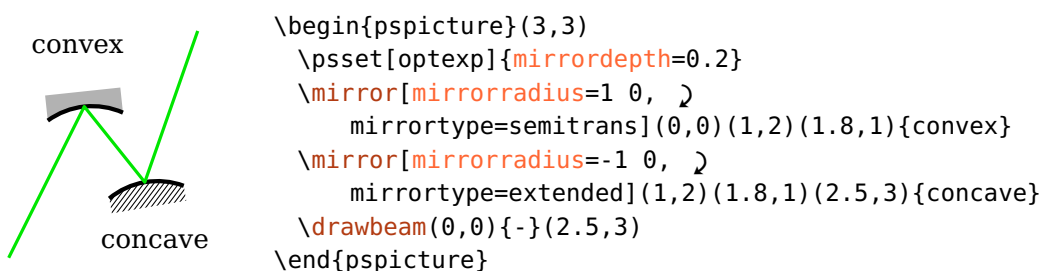 convex
concave
\begin{pspicture}(3,3)
\psset[optexp]{mirrordepth=0.2}
\mirror[mirrorradius=1 0,
mirrortype=semitrans](0,0)(1,2)(1.8,1){convex}
\mirror[mirrorradius=-1 0,
mirrortype=extended](1,2)(1.8,1)(2.5,3){concave}
\drawbeam(0,0){-}(2.5,3)
\end{pspicture}